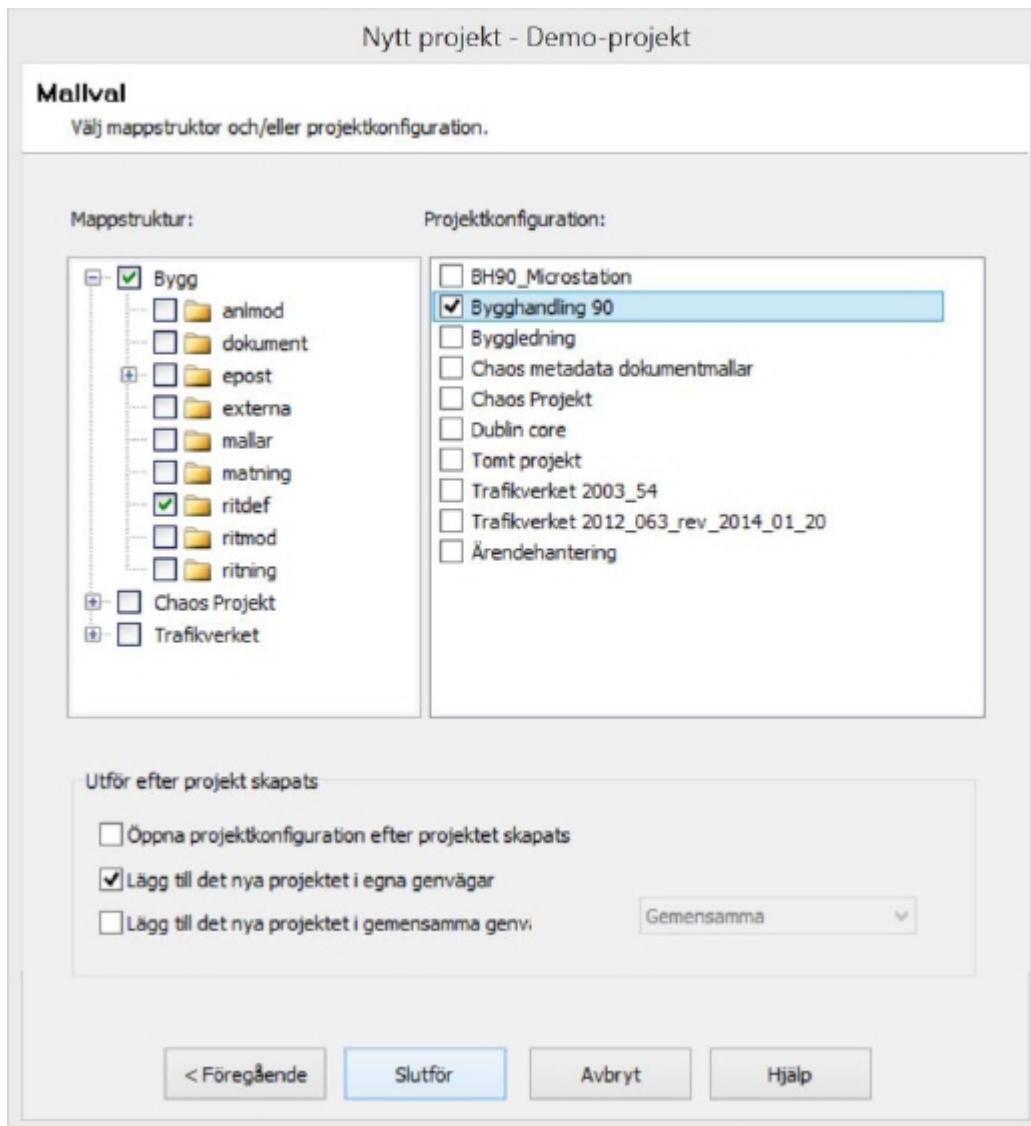 Nytt projekt - Demo-projekt
Mallval
Välj mappstruktor och/eller projektkonfiguration.
Mappstruktur:
Projektkonfiguration:
Bygg
animod
dokument
epost
externa
mallar
matning
ritdef
ritmod
ritning
Chaos Projekt
Trafikverket
BH90_Microstation
Bygghandling 90
Byggledning
Chaos metadata dokumentmallar
Chaos Projekt
Dublin core
Tomt projekt
Trafikverket 2003_54
Trafikverket 2012_063_rev_2014_01_20
Ärendehantering
Utför efter projekt skapats
Öppna projektkonfiguration efter projektet skapats
Lägg till det nya projektet i egna genvägar
Lägg till det nya projektet i gemensamma genvä
Gemensamma
< Föregående
Slutför
Avbryt
Hjälp